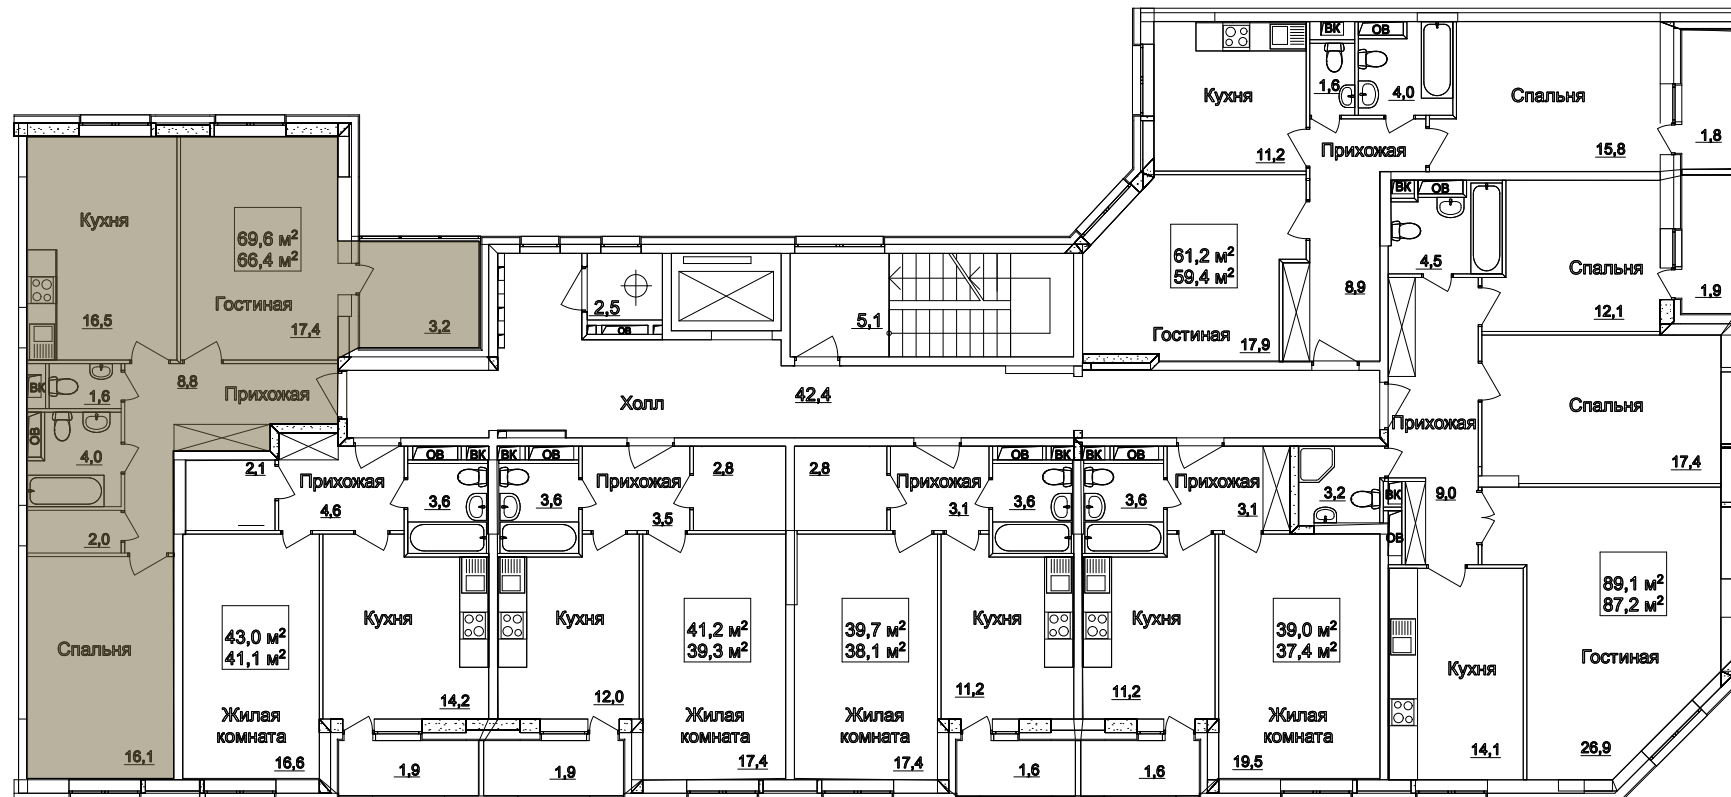 ВК
ОВ
1,6
4,0
Кухня
11,2
Прихожая
Спальня
15,8
1,8
61,2 м²
59,4 м²
Гостиная
17,9
8,9
ВК
ОВ
4,5
Спальня
12,1
1,9
Спальня
17,4
Прихожая
9,0
3,2
ВК
ОВ
89,1 м²
87,2 м²
Гостиная
26,9
Кухня
14,1
Кухня
16,5
69,6 м²
66,4 м²
Гостиная
17,4
3,2
2,5
ОВ
5,1
Холл
42,4
8,8
Прихожая
ВК
1,6
ОВ
4,0
2,0
Спальня
16,1
2,1
Прихожая
4,6
ОВ
ВК
3,6
43,0 м²
41,1 м²
Жилая
комната
16,6
Кухня
14,2
1,9
ВК
ОВ
3,6
Прихожая
3,5
2,8
Кухня
12,0
41,2 м²
39,3 м²
Жилая
комната
17,4
1,9
2,8
Прихожая
3,1
ОВ
ВК
3,6
39,7 м²
38,1 м²
Жилая
комната
17,4
Кухня
11,2
1,6
ВК
ОВ
3,6
Прихожая
3,1
Кухня
11,2
39,0 м²
37,4 м²
Жилая
комната
19,5
1,6